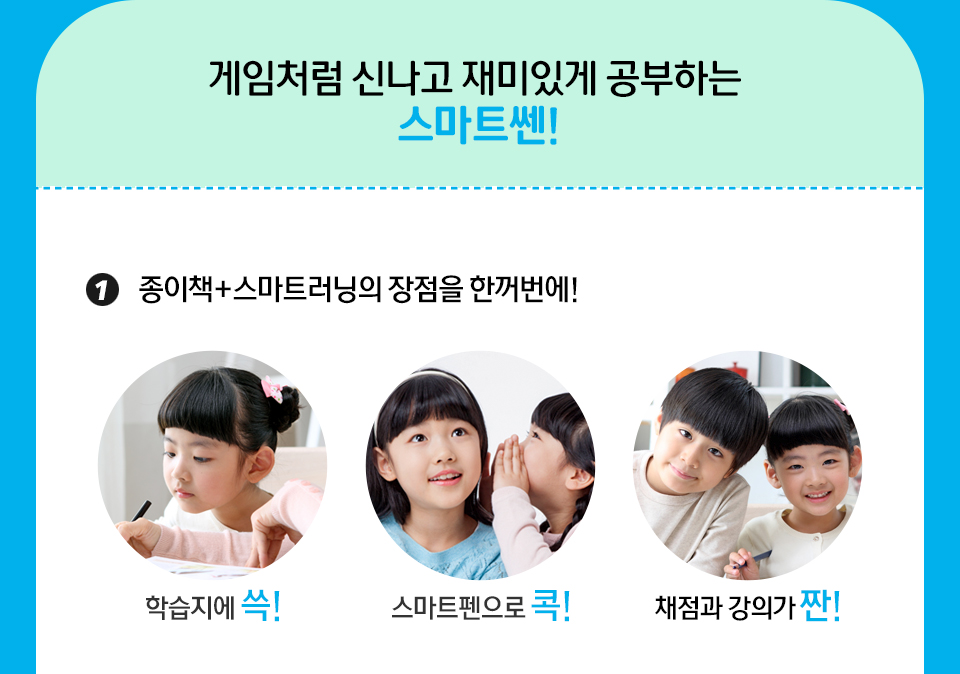 게임처럼 신나고 재미있게 공부하는
스마트쎈!
1 종이책+스마트러닝의 장점을 한꺼번에!
학습지에 쓱!
스마트펜으로 콕!
채점과 강의가 짠!